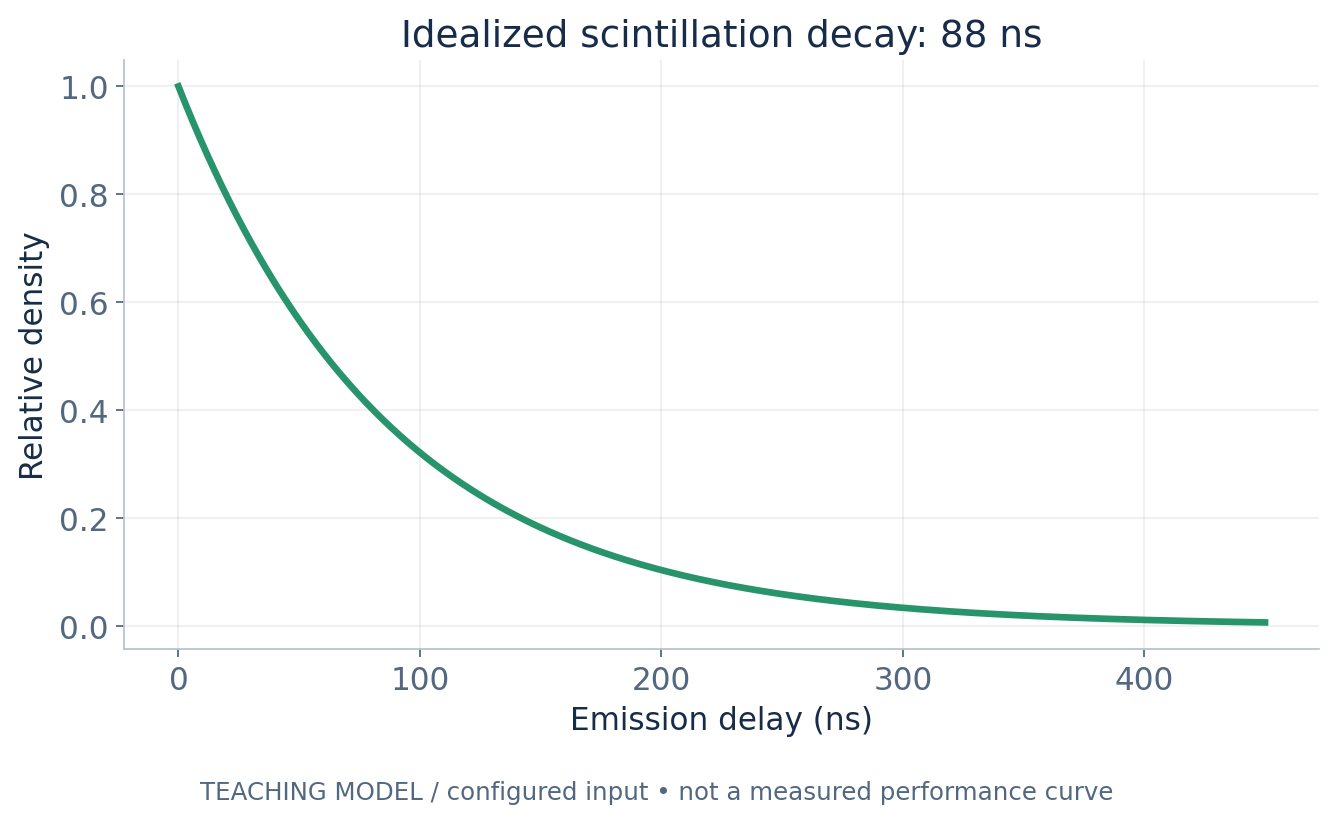 Idealized scintillation decay: 88 ns
Relative density
1.0
0.8
0.6
0.4
0.2
0.0
0 100 200 300 400
Emission delay (ns)
TEACHING MODEL / configured input • not a measured performance curve